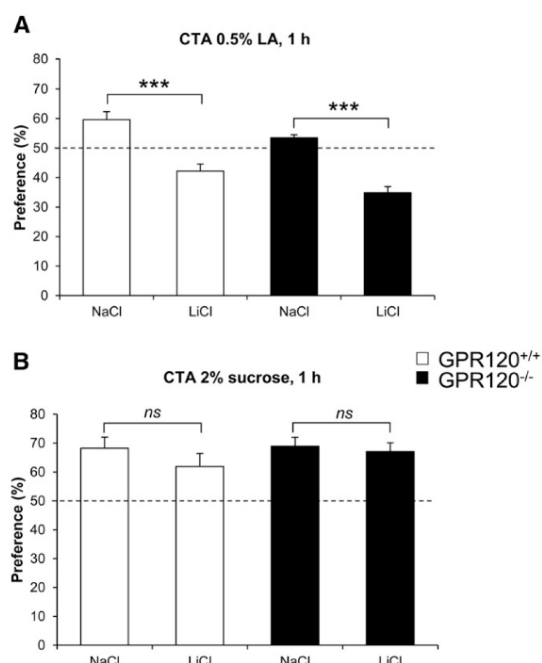 A
CTA 0.5% LA, 1 h
80
70
60
50
40
30
20
10
0
Preference (%)
***
***
NaCl
LiCl
NaCl
LiCl
GPR120+/+
GPR120-/-
B
CTA 2% sucrose, 1 h
80
70
60
50
40
30
20
10
0
Preference (%)
ns
ns
NaCl
LiCl
NaCl
LiCl